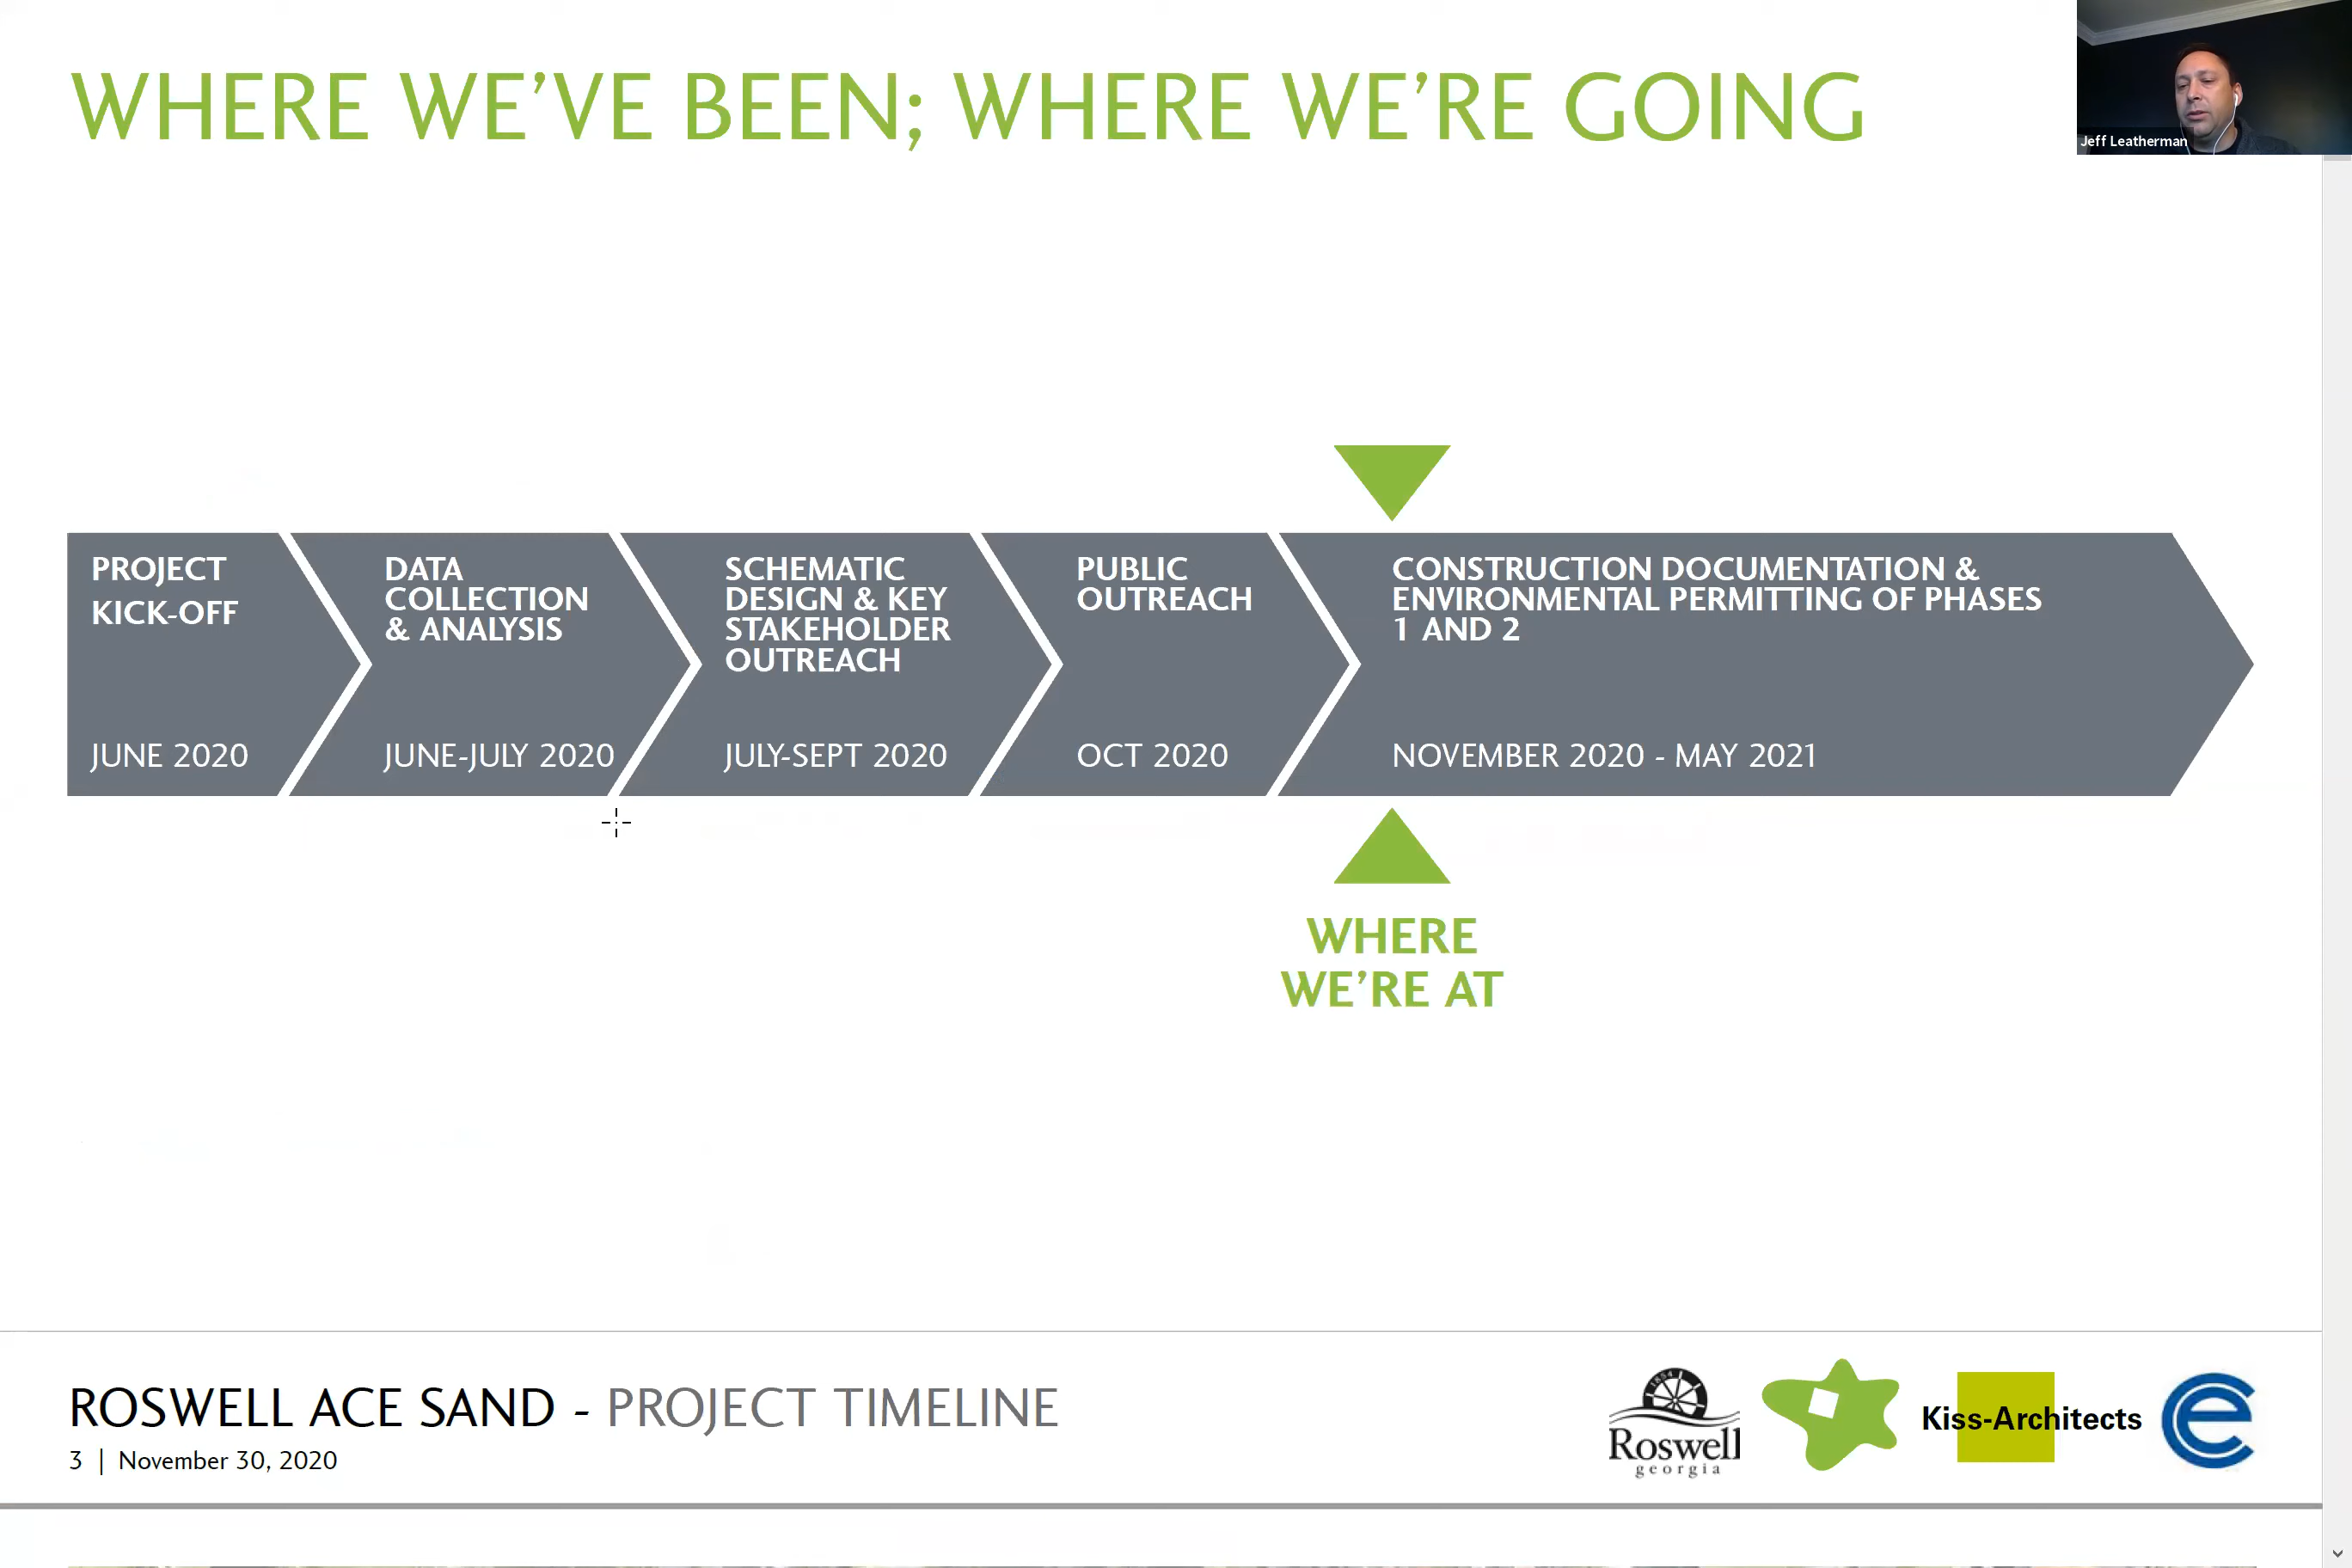 WHERE WE'VE BEEN; WHERE WE'RE GOING
Jeff Leatherman
PROJECT
KICK-OFF
JUNE 2020
DATA
COLLECTION
& ANALYSIS
JUNE-JULY 2020
SCHEMATIC
DESIGN & KEY
STAKEHOLDER
OUTREACH
JULY-SEPT 2020
PUBLIC
OUTREACH
OCT 2020
CONSTRUCTION DOCUMENTATION &
ENVIRONMENTAL PERMITTING OF PHASES
1 AND 2
NOVEMBER 2020 - MAY 2021
WHERE
WE'RE AT
ROSWELL ACE SAND - PROJECT TIMELINE
3 | November 30, 2020
1854
Roswell
georgia
Kiss-Architects